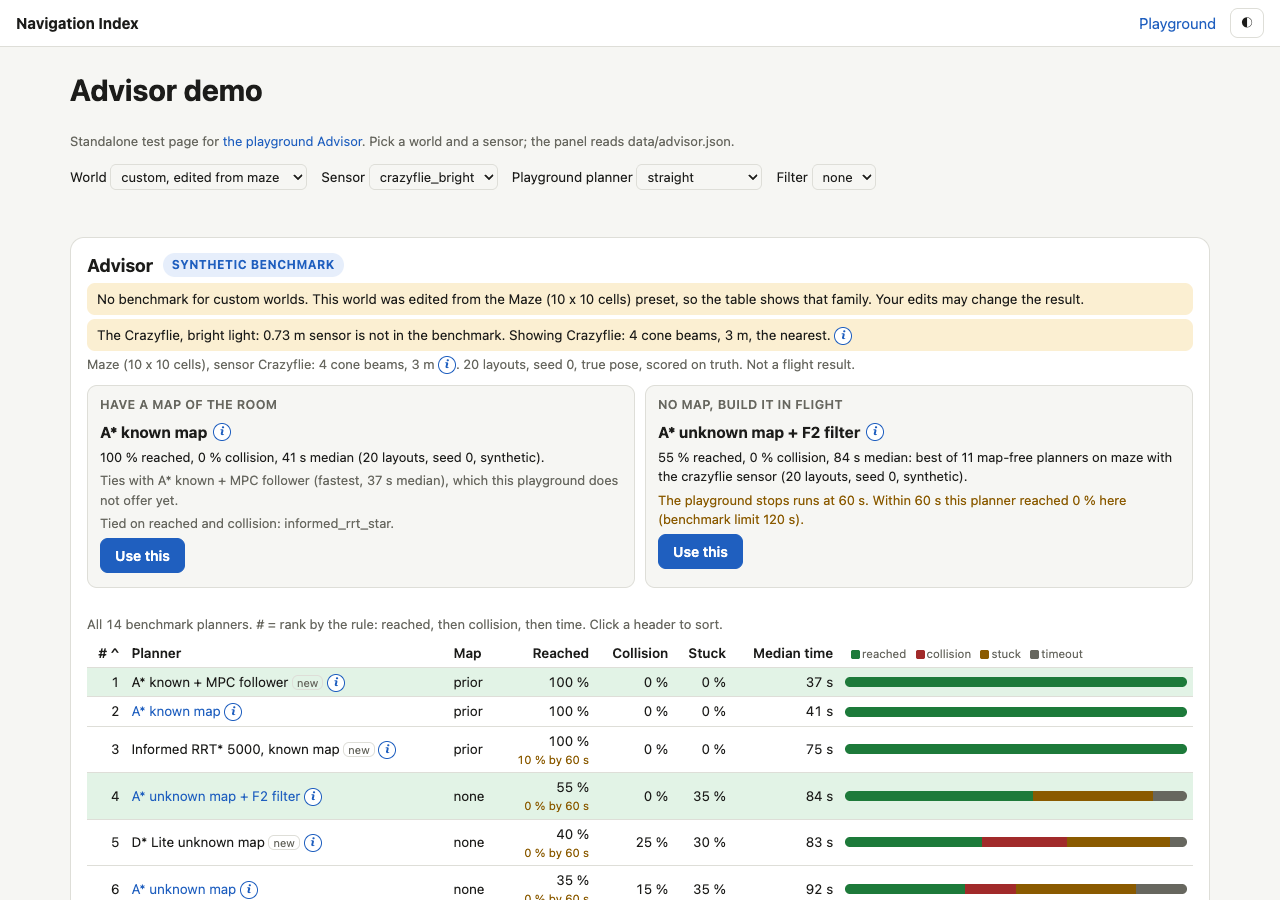 Navigation Index
Playground
Advisor demo
Standalone test page for the playground Advisor. Pick a world and a sensor; the panel reads data/advisor.json.
World custom, edited from maze Sensor crazyflie_bright Playground planner straight Filter none
Advisor SYNTHETIC BENCHMARK
No benchmark for custom worlds. This world was edited from the Maze (10 x 10 cells) preset, so the table shows that family. Your edits may change the result.
The Crazyflie, bright light: 0.73 m sensor is not in the benchmark. Showing Crazyflie: 4 cone beams, 3 m, the nearest. i
Maze (10 x 10 cells), sensor Crazyflie: 4 cone beams, 3 m i. 20 layouts, seed 0, true pose, scored on truth. Not a flight result.
HAVE A MAP OF THE ROOM
A* known map i
100 % reached, 0 % collision, 41 s median (20 layouts, seed 0, synthetic).
Ties with A* known + MPC follower (fastest, 37 s median), which this playground does
not offer yet.
Tied on reached and collision: informed_rrt_star.
Use this
NO MAP, BUILD IT IN FLIGHT
A* unknown map + F2 filter i
55 % reached, 0 % collision, 84 s median: best of 11 map-free planners on maze with
the crazyflie sensor (20 layouts, seed 0, synthetic).
The playground stops runs at 60 s. Within 60 s this planner reached 0 % here
(benchmark limit 120 s).
Use this
All 14 benchmark planners. # = rank by the rule: reached, then collision, then time. Click a header to sort.
# ^ Planner Map Reached Collision Stuck Median time reached collision stuck timeout
1 A* known + MPC follower new i prior 100 % 0 % 0 % 37 s
2 A* known map i prior 100 % 0 % 0 % 41 s
3 Informed RRT* 5000, known map new i prior 100 % 0 % 0 % 75 s
10 % by 60 s
4 A* unknown map + F2 filter i none 55 % 0 % 35 % 84 s
0 % by 60 s
5 D* Lite unknown map new i none 40 % 25 % 30 % 83 s
0 % by 60 s
6 A* unknown map i none 35 % 15 % 35 % 92 s
0 % by 60 s